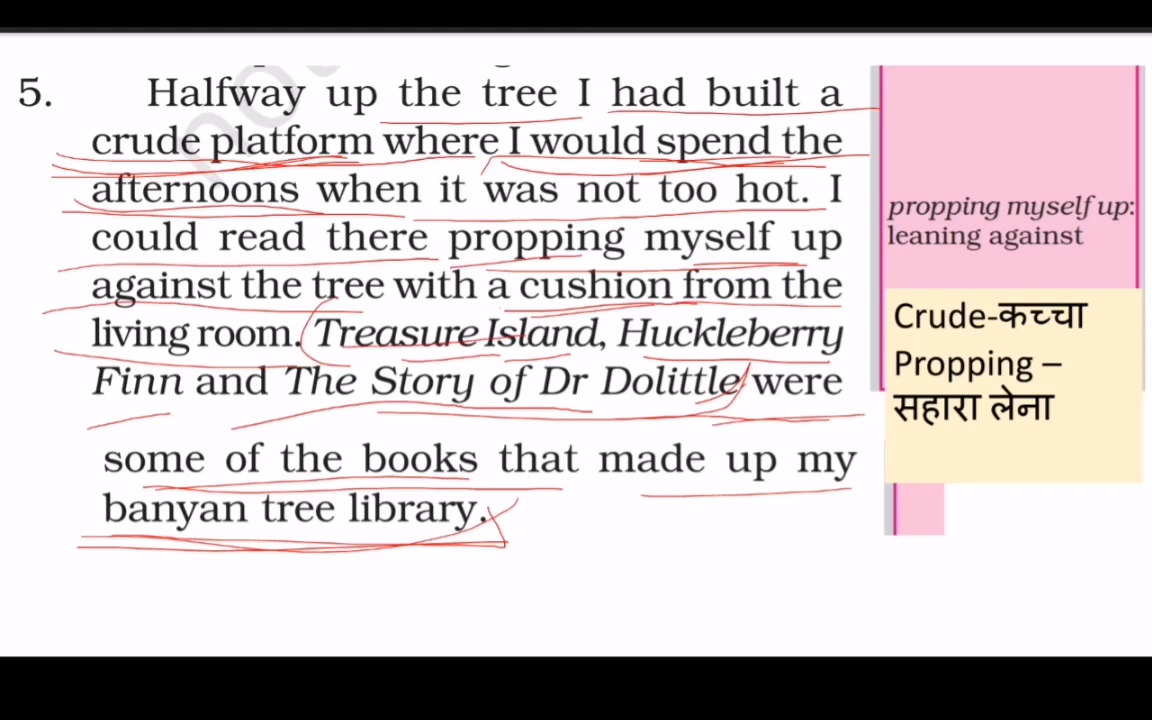 5. Halfway up the tree I had built a
crude platform where I would spend the
afternoons when it was not too hot. I
could read there propping myself up
against the tree with a cushion from the
living room. Treasure Island, Huckleberry
Finn and The Story of Dr Dolittle were
some of the books that made up my
banyan tree library.
propping myself up:
leaning against
Crude-कच्चा
Propping –
सहारा लेना